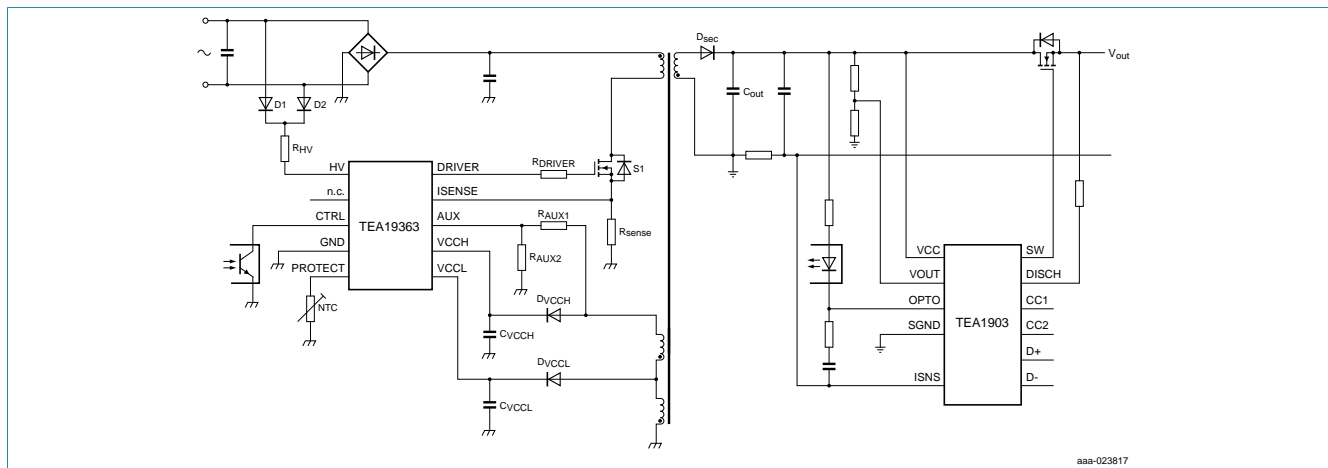 Dsec
Vout
Cout
D1
D2
RHV
HV
DRIVER
RDRIVER
S1
n.c.
ISENSE
CTRL
TEA19363
AUX
RAUX1
Rsense
GND
VCCH
RAUX2
PROTECT
VCCL
NTC
DVCCH
CVCCH
DVCCL
CVCCL
VCC
SW
VOUT
DISCH
OPTO
CC1
TEA1903
SGND
CC2
D+
ISNS
D-
aaa-023817